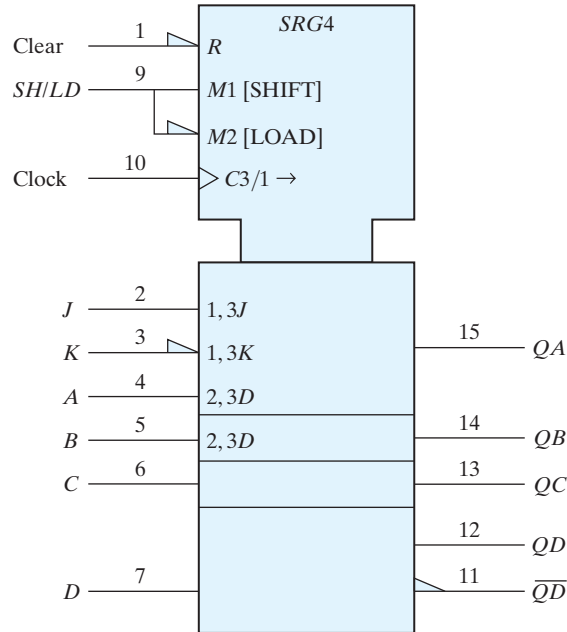 SRG4
Clear 1 R
SH/LD 9 M1 [SHIFT]
M2 [LOAD]
Clock 10 C3/1 →
J 2 1, 3J
K 3 1, 3K
15 QA
A 4 2, 3D
B 5 2, 3D
14 QB
C 6
13 QC
12 QD
D 7
11 Q̅D̅